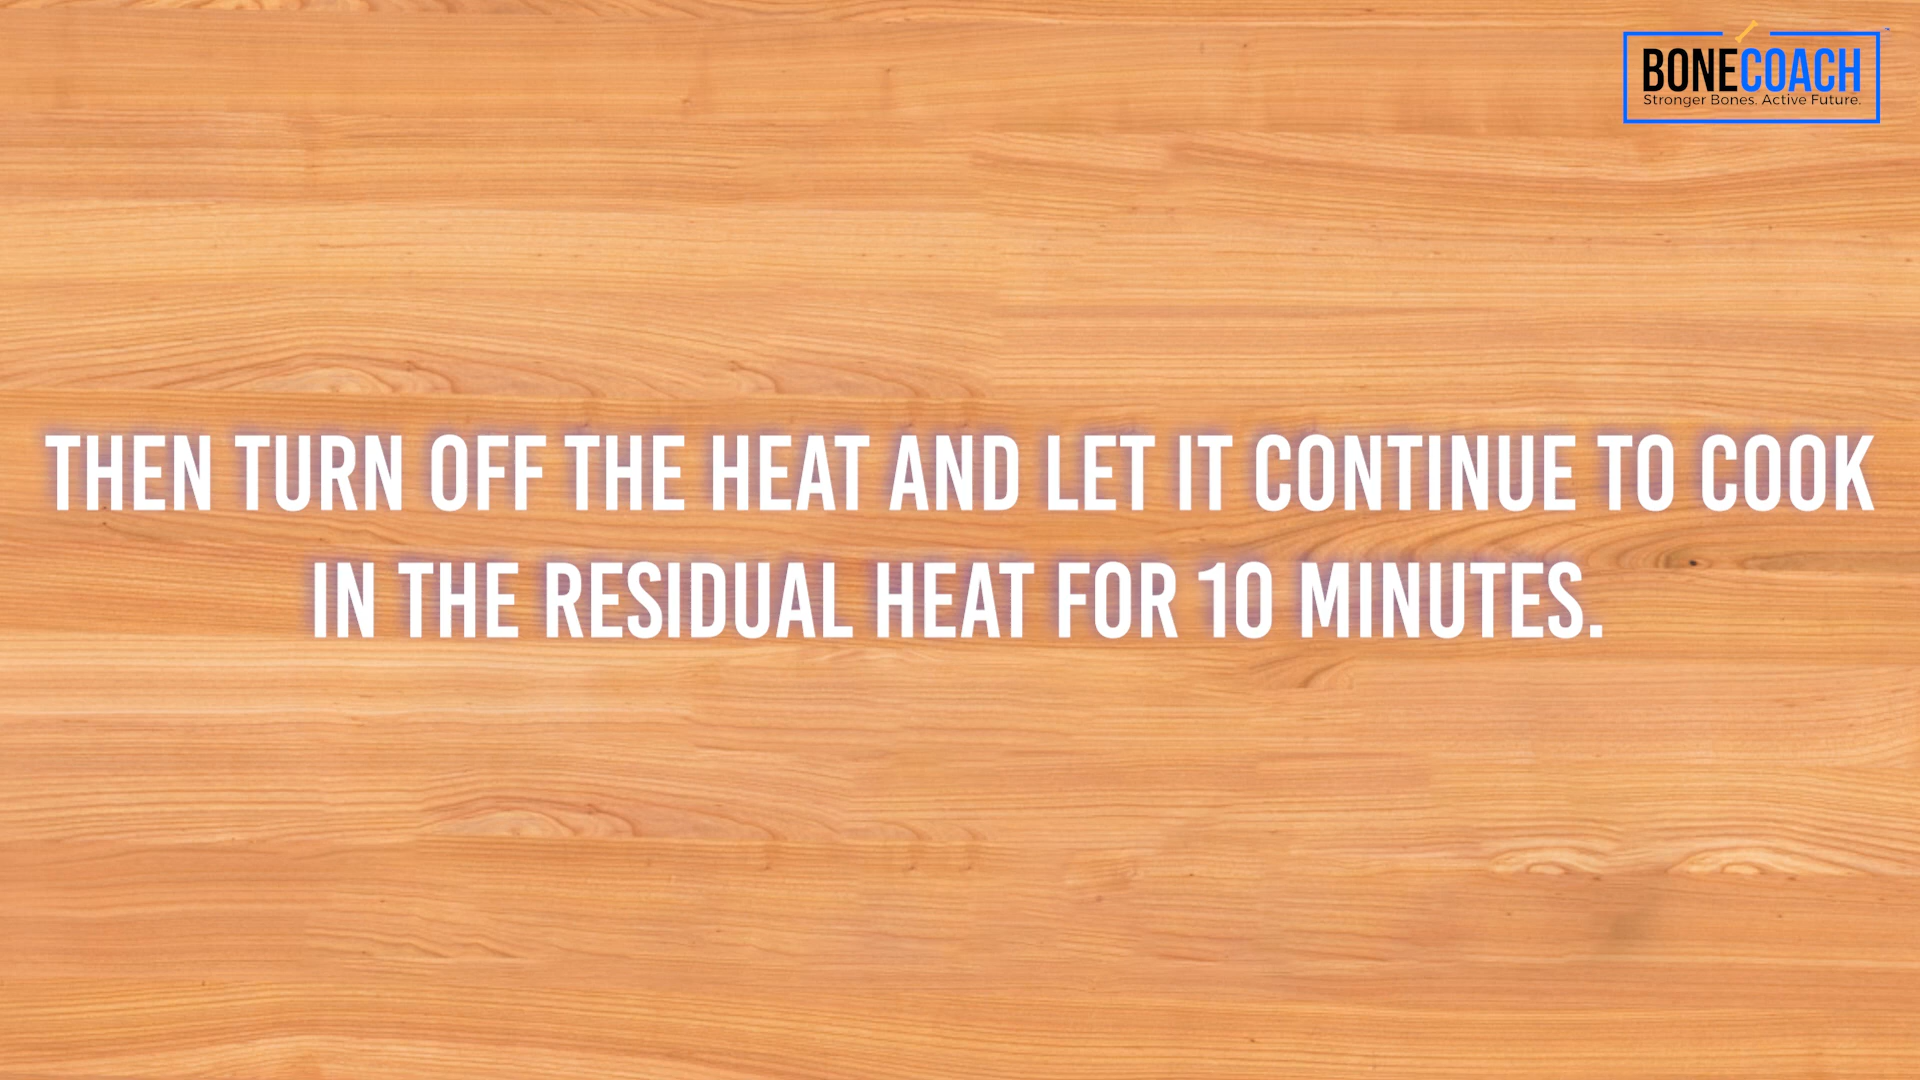 BONECOACH
Stronger Bones. Active Future.
THEN TURN OFF THE HEAT AND LET IT CONTINUE TO COOK
IN THE RESIDUAL HEAT FOR 10 MINUTES.